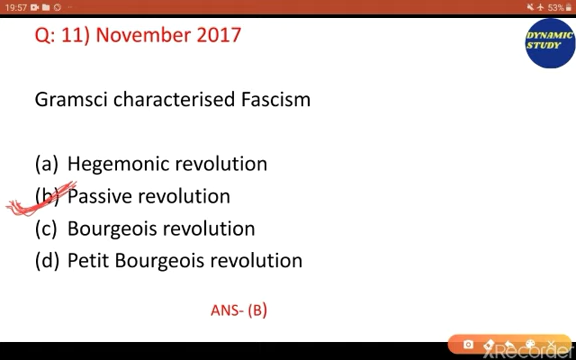 19:57
53%
Q: 11) November 2017
DYNAMIC
STUDY
Gramsci characterised Fascism
(a) Hegemonic revolution
(b) Passive revolution
(c) Bourgeois revolution
(d) Petit Bourgeois revolution
ANS- (B)
XRecorder